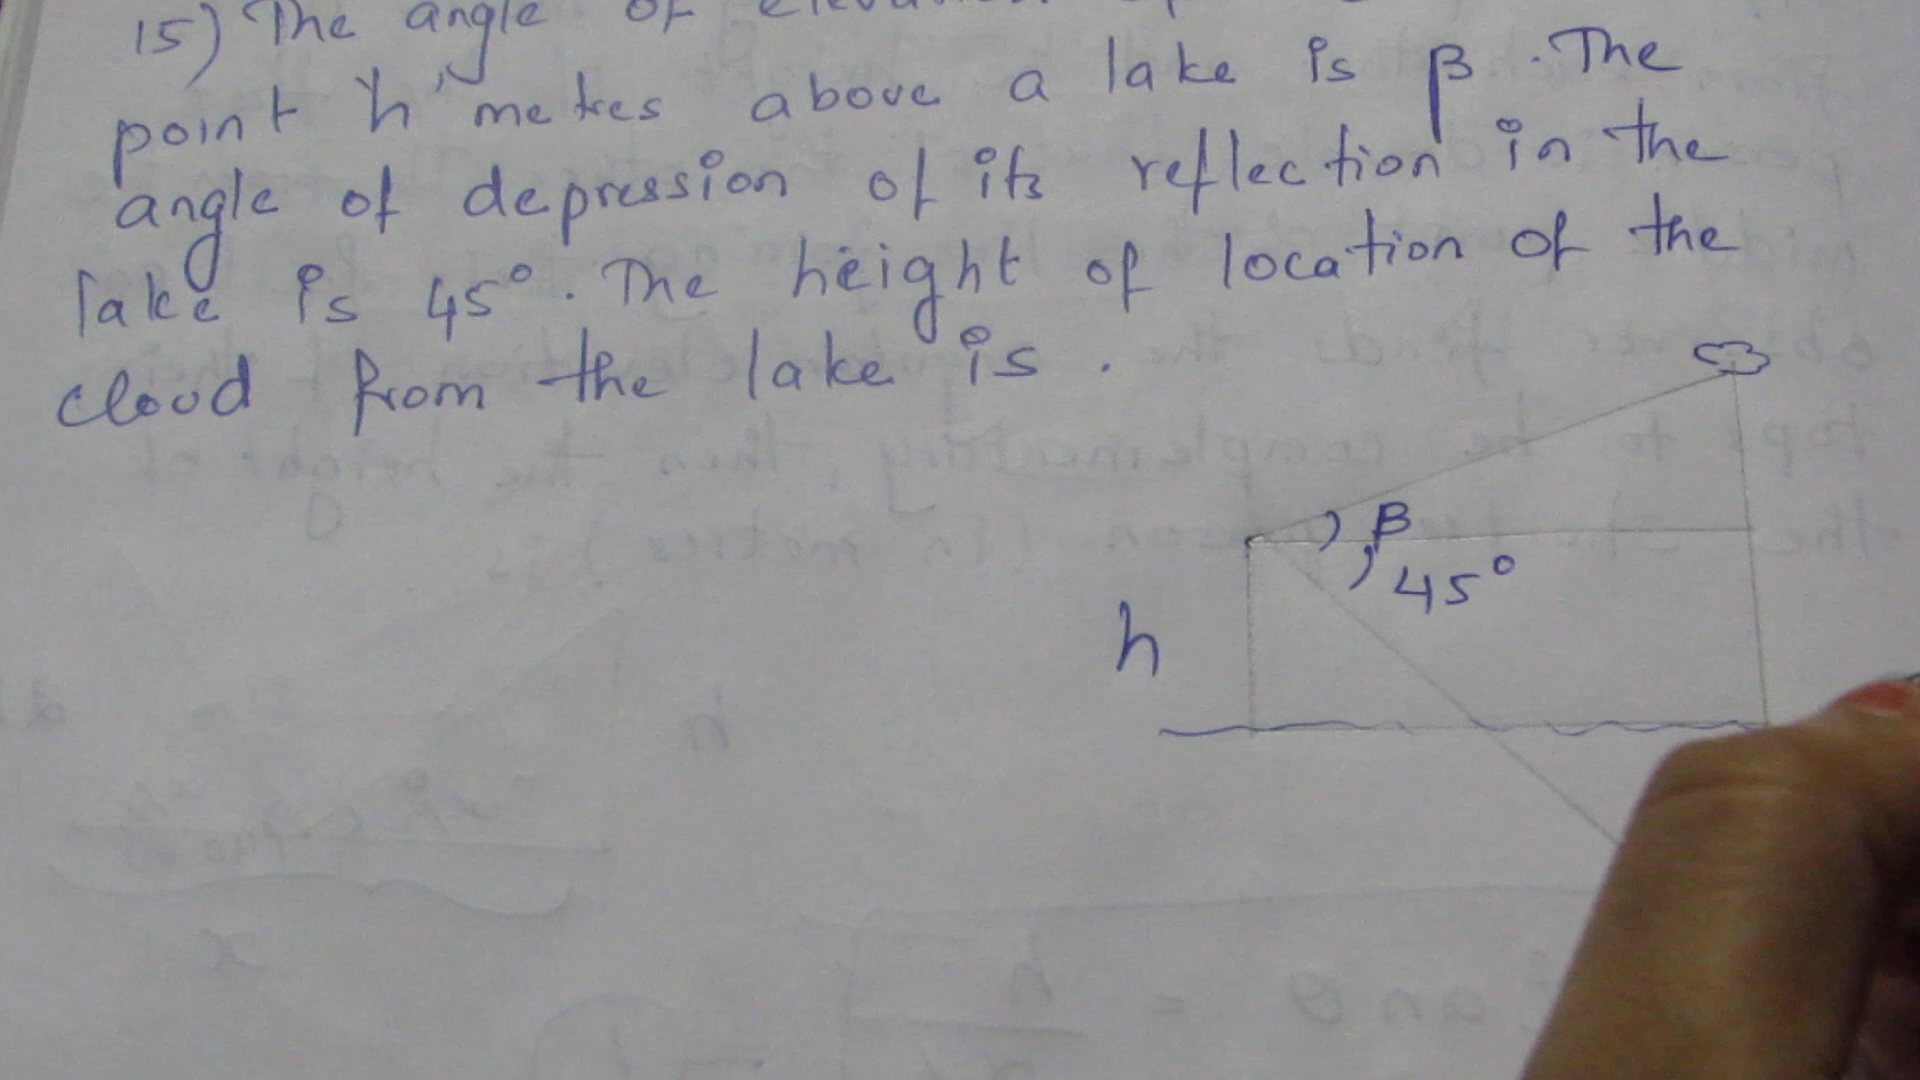 15) The angle of
point 'h' metres above a lake is β. The
angle of depression of its reflection in the
lake is 45°. The height of location of the
cloud from the lake is.
β
45°
h